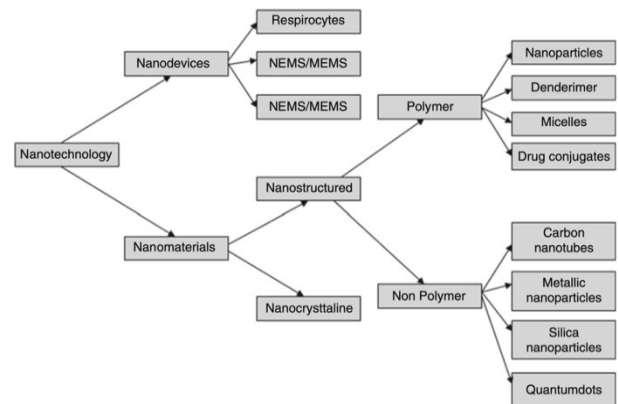 Respirocytes
Nanodevices
NEMS/MEMS
NEMS/MEMS
Nanotechnology
Nanomaterials
Nanostructured
Nanocrysttaline
Polymer
Non Polymer
Nanoparticles
Denderimer
Micelles
Drug conjugates
Carbon
nanotubes
Metallic
nanoparticles
Silica
nanoparticles
Quantumdots